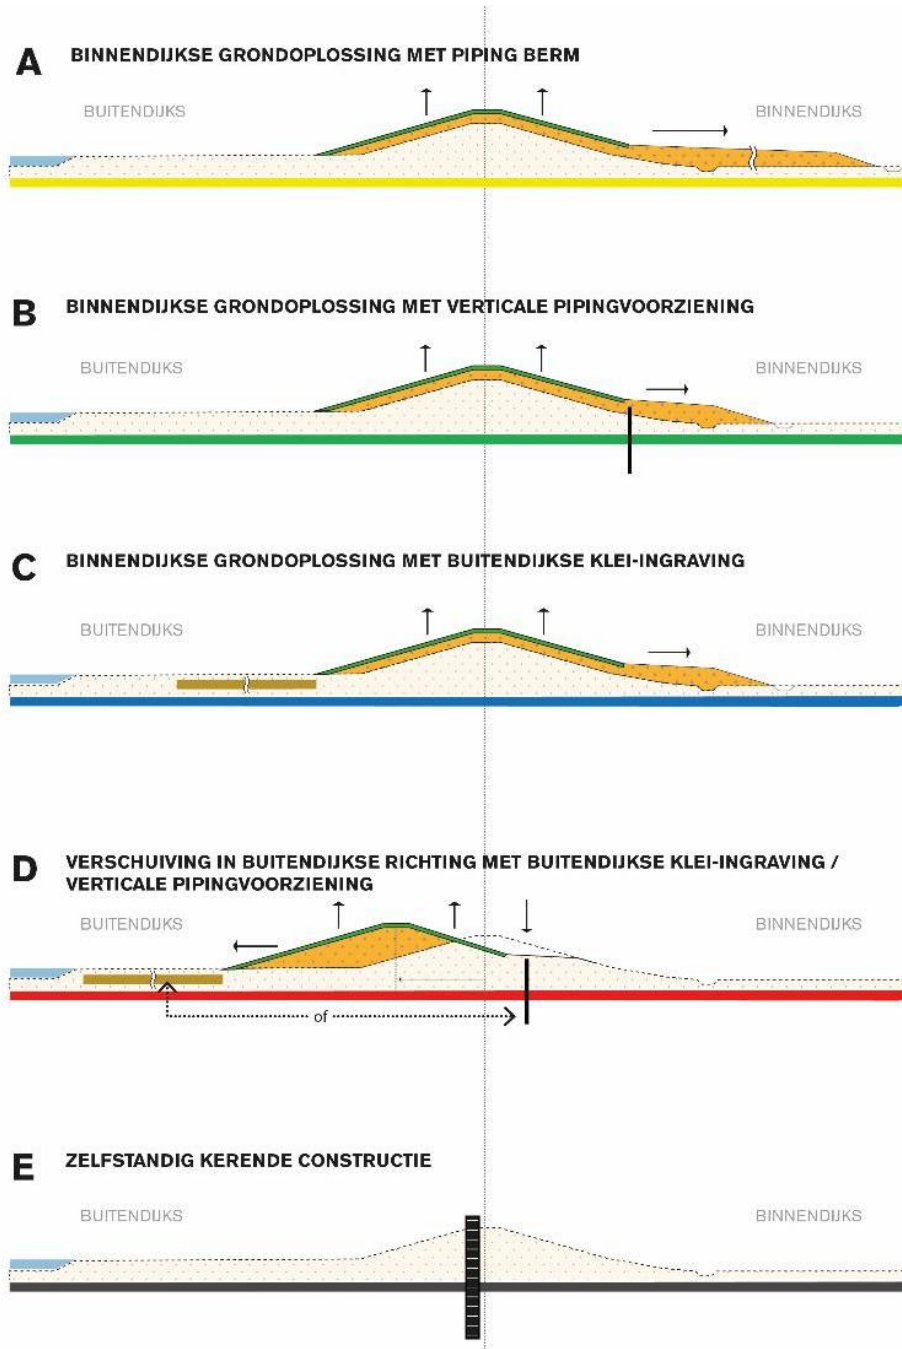 A BINNENDIJKSE GRONDOPLOSSING MET PIPING BERM
BUITENDIJKS BINNENDIJKS
B BINNENDIJKSE GRONDOPLOSSING MET VERTICALE PIPINGVOORZIENING
BUITENDIJKS BINNENDIJKS
C BINNENDIJKSE GRONDOPLOSSING MET BUITENDIJKSE KLEI-INGRAVING
BUITENDIJKS BINNENDIJKS
D VERSCHUIVING IN BUITENDIJKSE RICHTING MET BUITENDIJKSE KLEI-INGRAVING /
VERTICALE PIPINGVOORZIENING
BUITENDIJKS BINNENDIJKS
of
E ZELFSTANDIG KERENDE CONSTRUCTIE
BUITENDIJKS BINNENDIJKS